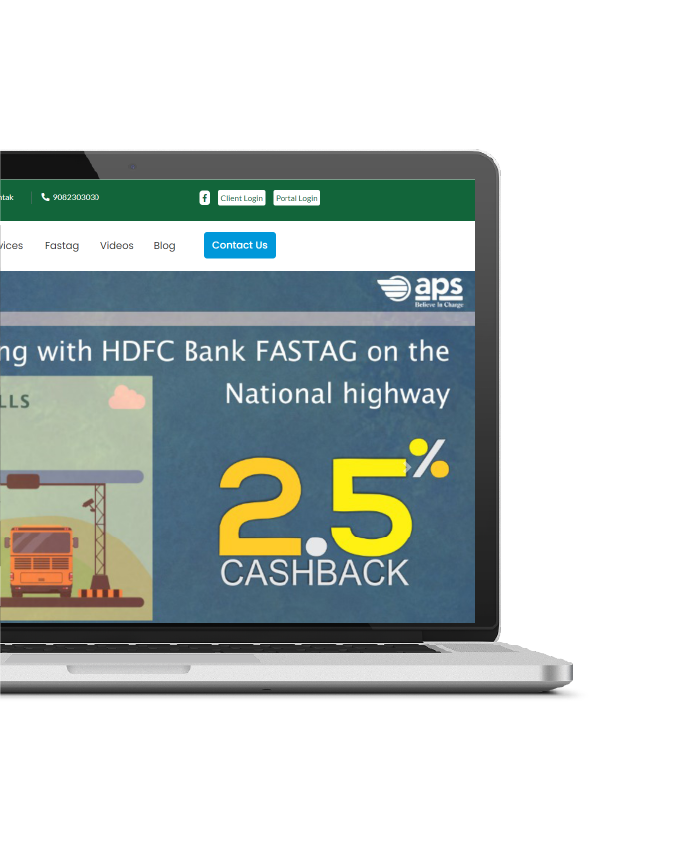 ntak
9082303030
Client Login
Portal Login
vices
Fastag
Videos
Blog
Contact Us
aps
Believe In Charge
ng with HDFC Bank FASTAG on the
National highway
LLS
2.5%
CASHBACK